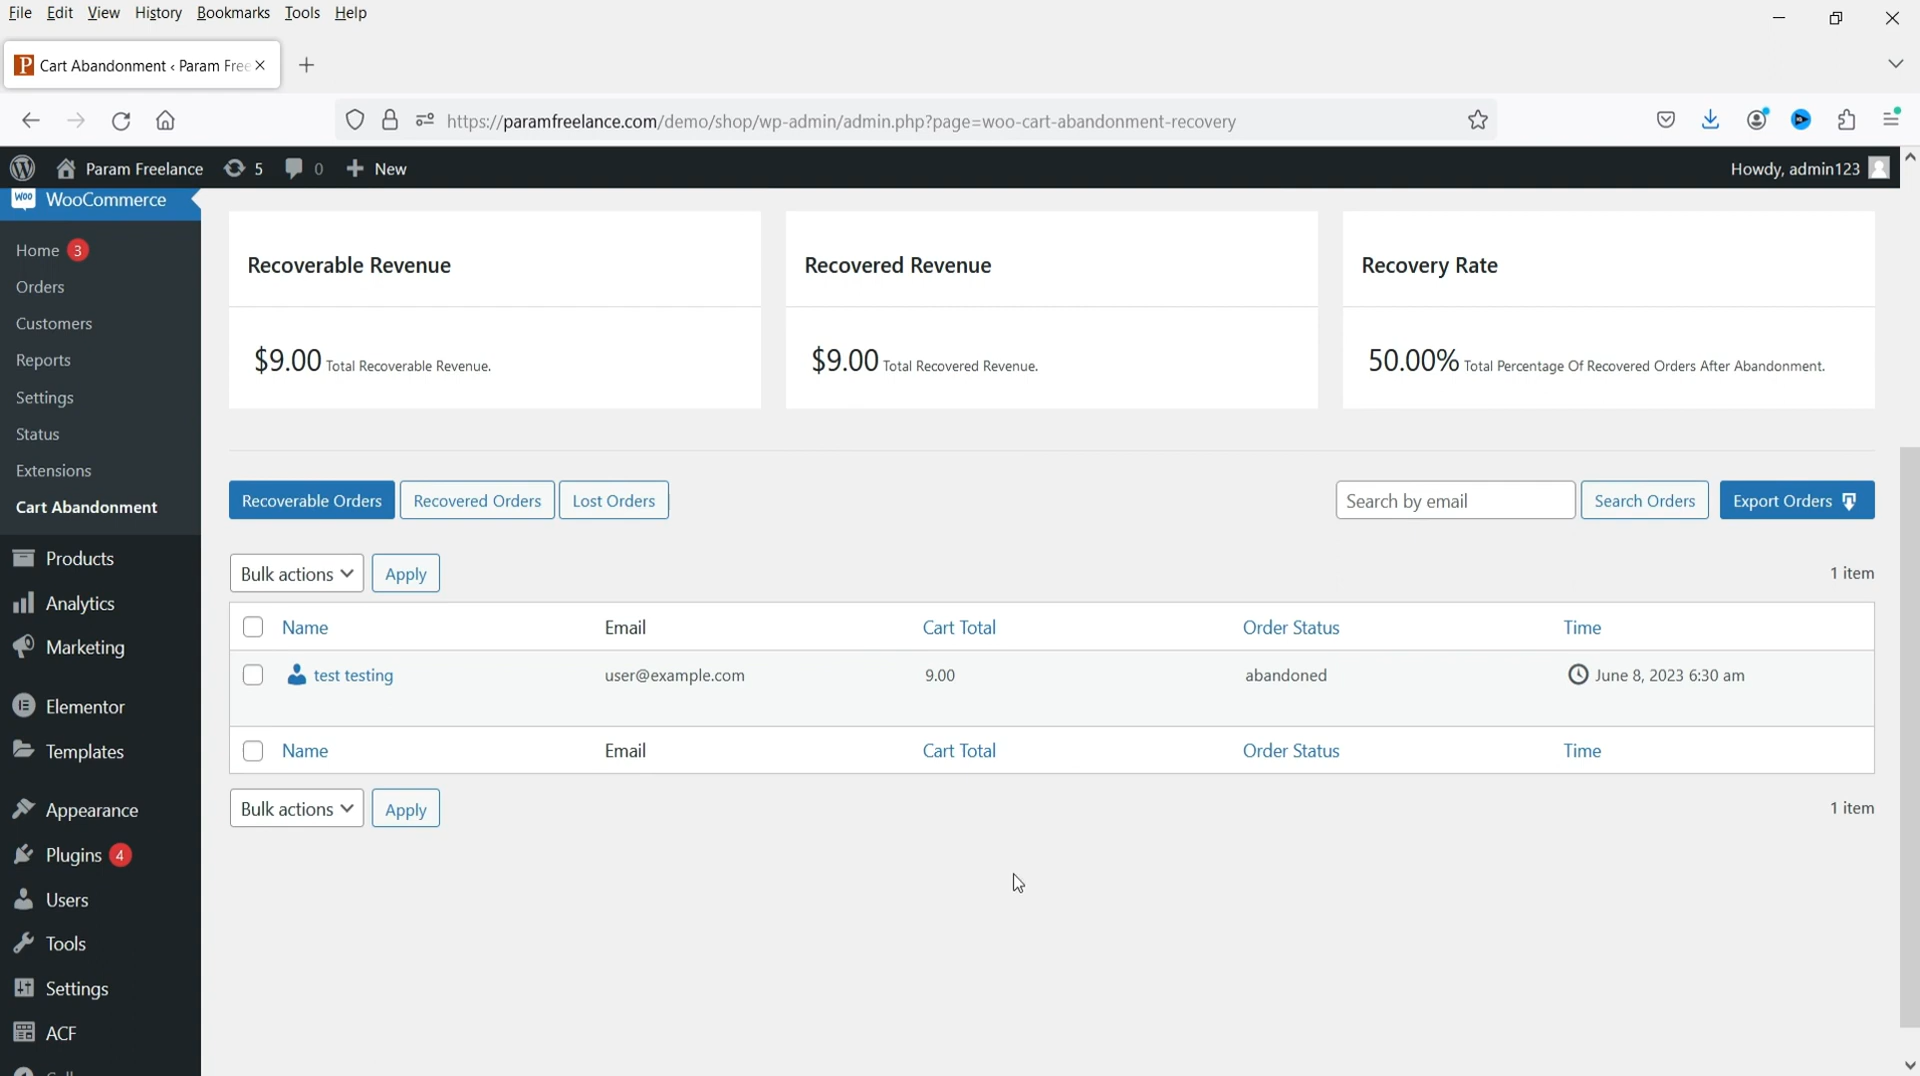 File Edit View History Bookmarks Tools Help
Cart Abandonment ‹ Param Free
https://paramfreelance.com/demo/shop/wp-admin/admin.php?page=woo-cart-abandonment-recovery
Param Freelance 5 0 New Howdy, admin123
WooCommerce
Home 3
Orders
Customers
Reports
Settings
Status
Extensions
Cart Abandonment
Products
Analytics
Marketing
Elementor
Templates
Appearance
Plugins 4
Users
Tools
Settings
ACF
Recoverable Revenue
$9.00 Total Recoverable Revenue.
Recovered Revenue
$9.00 Total Recovered Revenue.
Recovery Rate
50.00% Total Percentage Of Recovered Orders After Abandonment.
Recoverable Orders Recovered Orders Lost Orders Search by email Search Orders Export Orders
Bulk actions Apply 1 item
Name Email Cart Total Order Status Time
test testing user@example.com 9.00 abandoned June 8, 2023 6:30 am
Name Email Cart Total Order Status Time
Bulk actions Apply 1 item